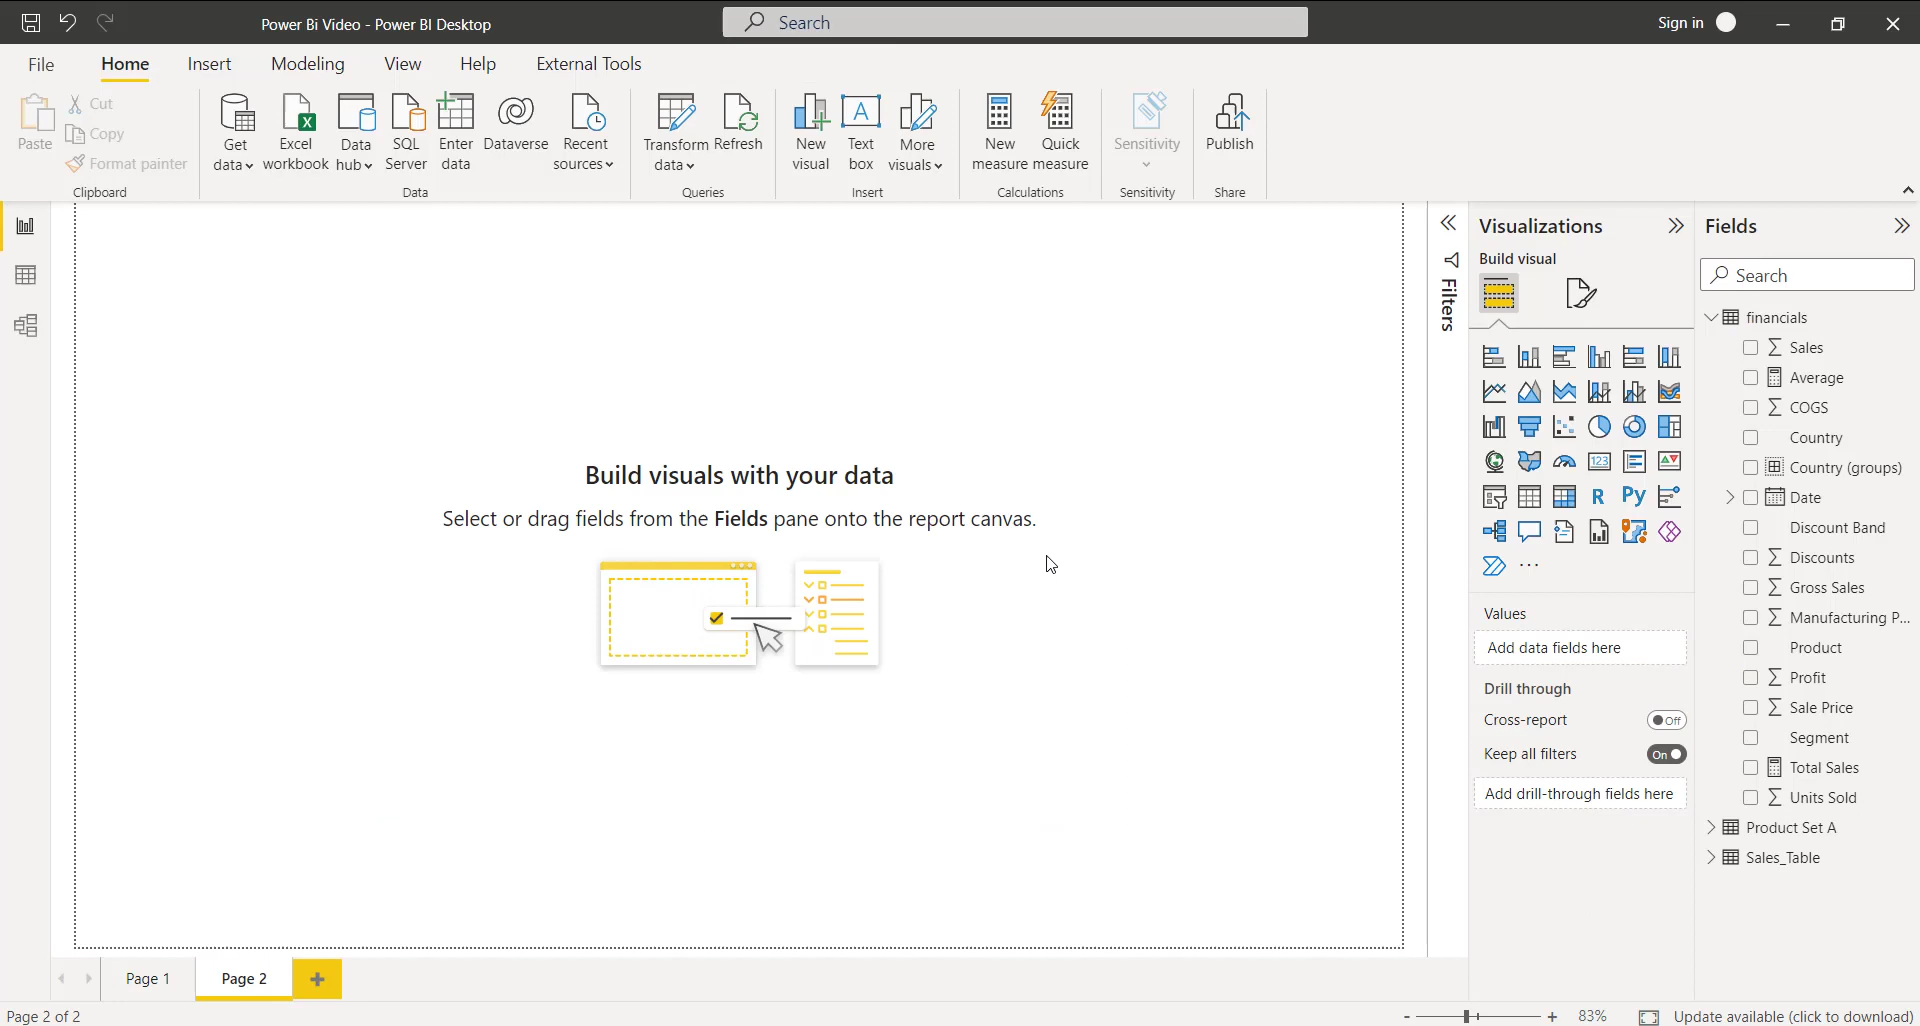 Power Bi Video - Power BI Desktop
Search
Sign in
File Home Insert Modeling View Help External Tools
Paste
Cut
Copy
Format painter
Clipboard
Get data
Excel workbook
Data hub
SQL Server
Enter data
Dataverse
Recent sources
Data
Transform data
Refresh
Queries
New visual
Text box
More visuals
Insert
New measure
Quick measure
Calculations
Sensitivity
Sensitivity
Publish
Share
Build visuals with your data
Select or drag fields from the Fields pane onto the report canvas.
Filters
Visualizations
Build visual
123
R
Py
Values
Add data fields here
Drill through
Cross-report
Off
Keep all filters
On
Add drill-through fields here
Fields
Search
financials
Sales
Average
COGS
Country
Country (groups)
Date
Discount Band
Discounts
Gross Sales
Manufacturing P...
Product
Profit
Sale Price
Segment
Total Sales
Units Sold
Product Set A
Sales_Table
Page 1
Page 2
Page 2 of 2
- + 83%
Update available (click to download)